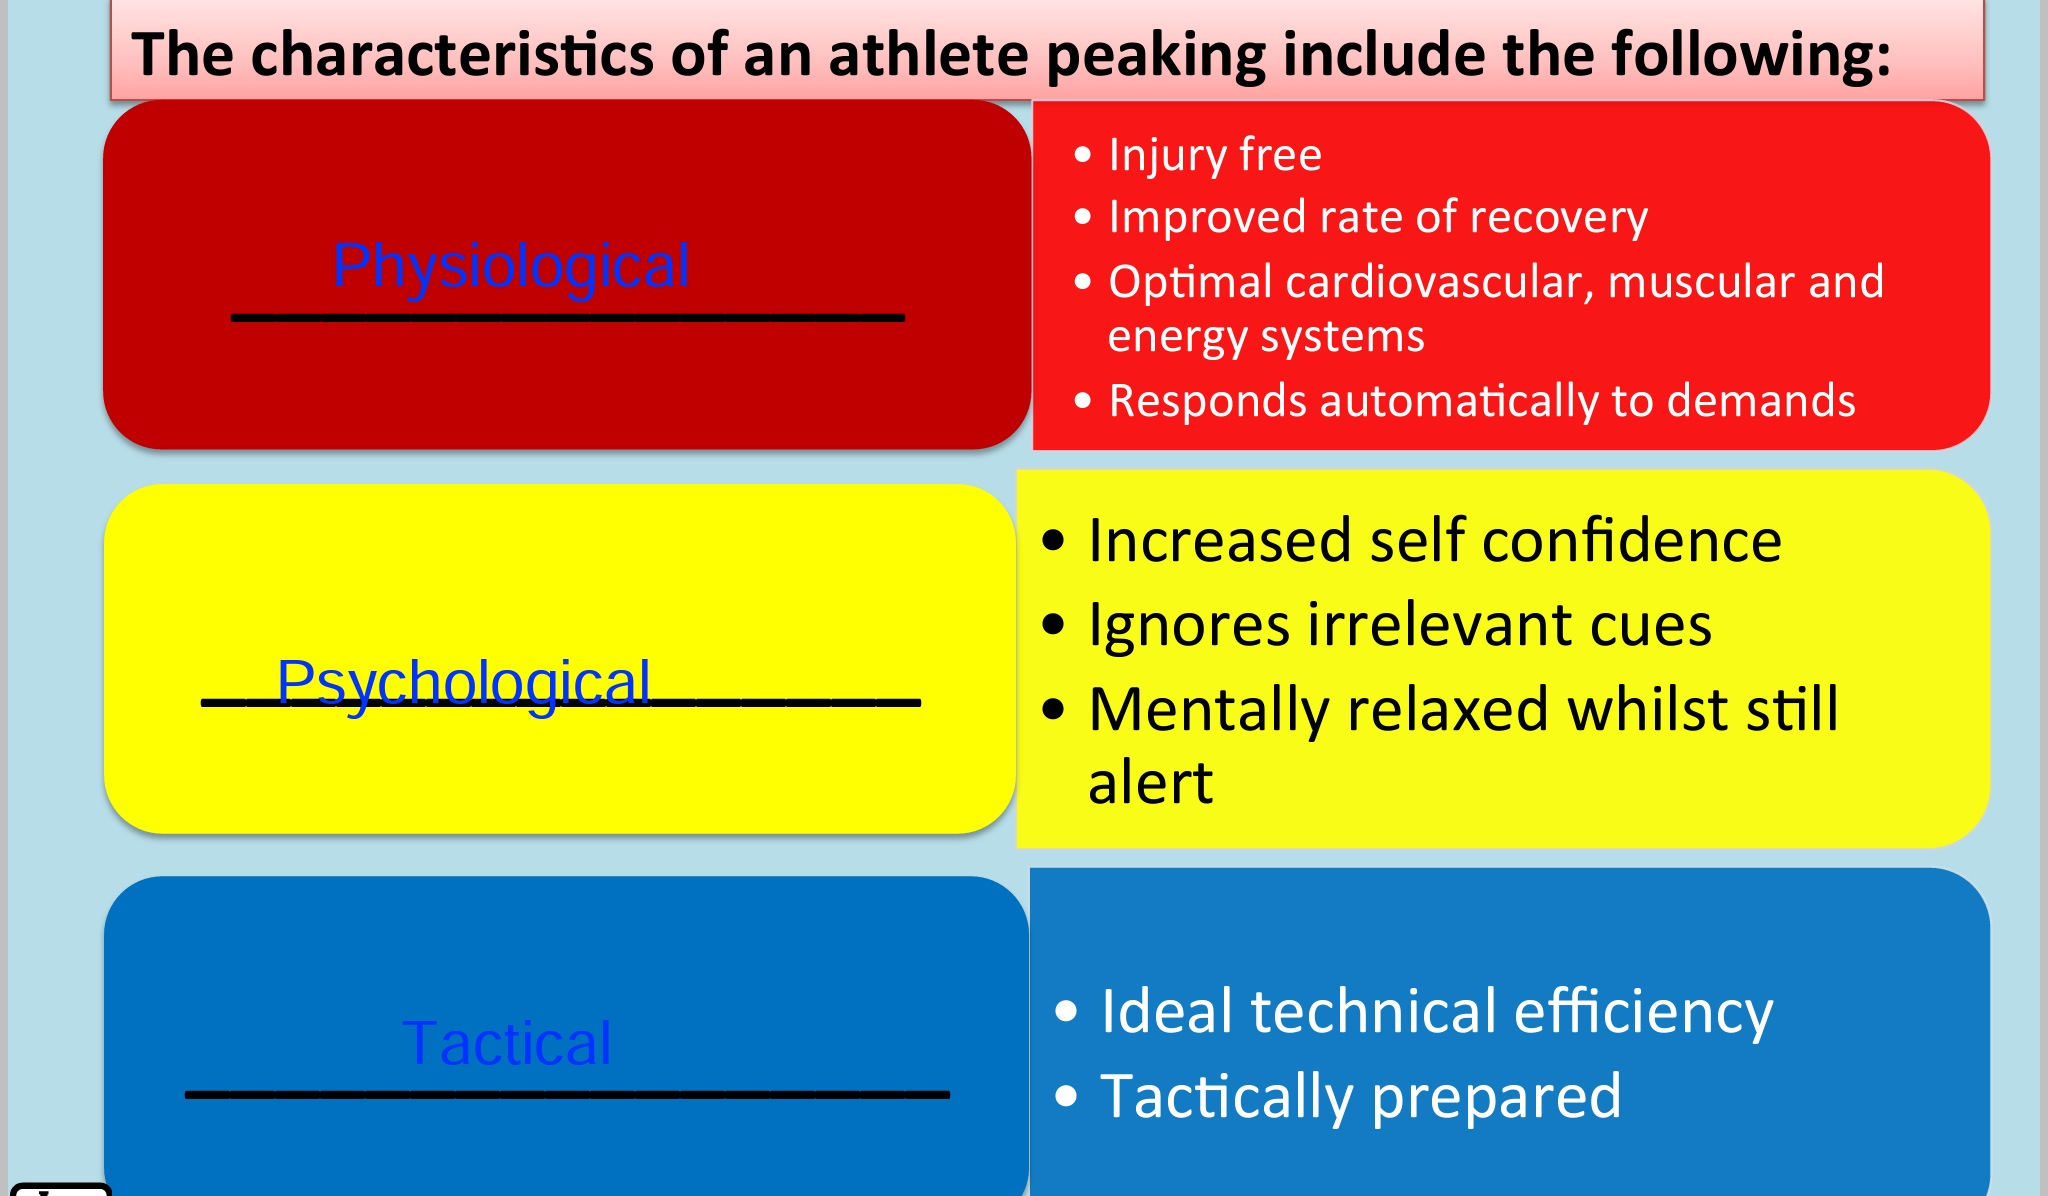 The characteristics of an athlete peaking include the following:
Physiological
• Injury free
• Improved rate of recovery
• Optimal cardiovascular, muscular and
energy systems
• Responds automatically to demands
Psychological
• Increased self confidence
• Ignores irrelevant cues
• Mentally relaxed whilst still
alert
Tactical
• Ideal technical efficiency
• Tactically prepared